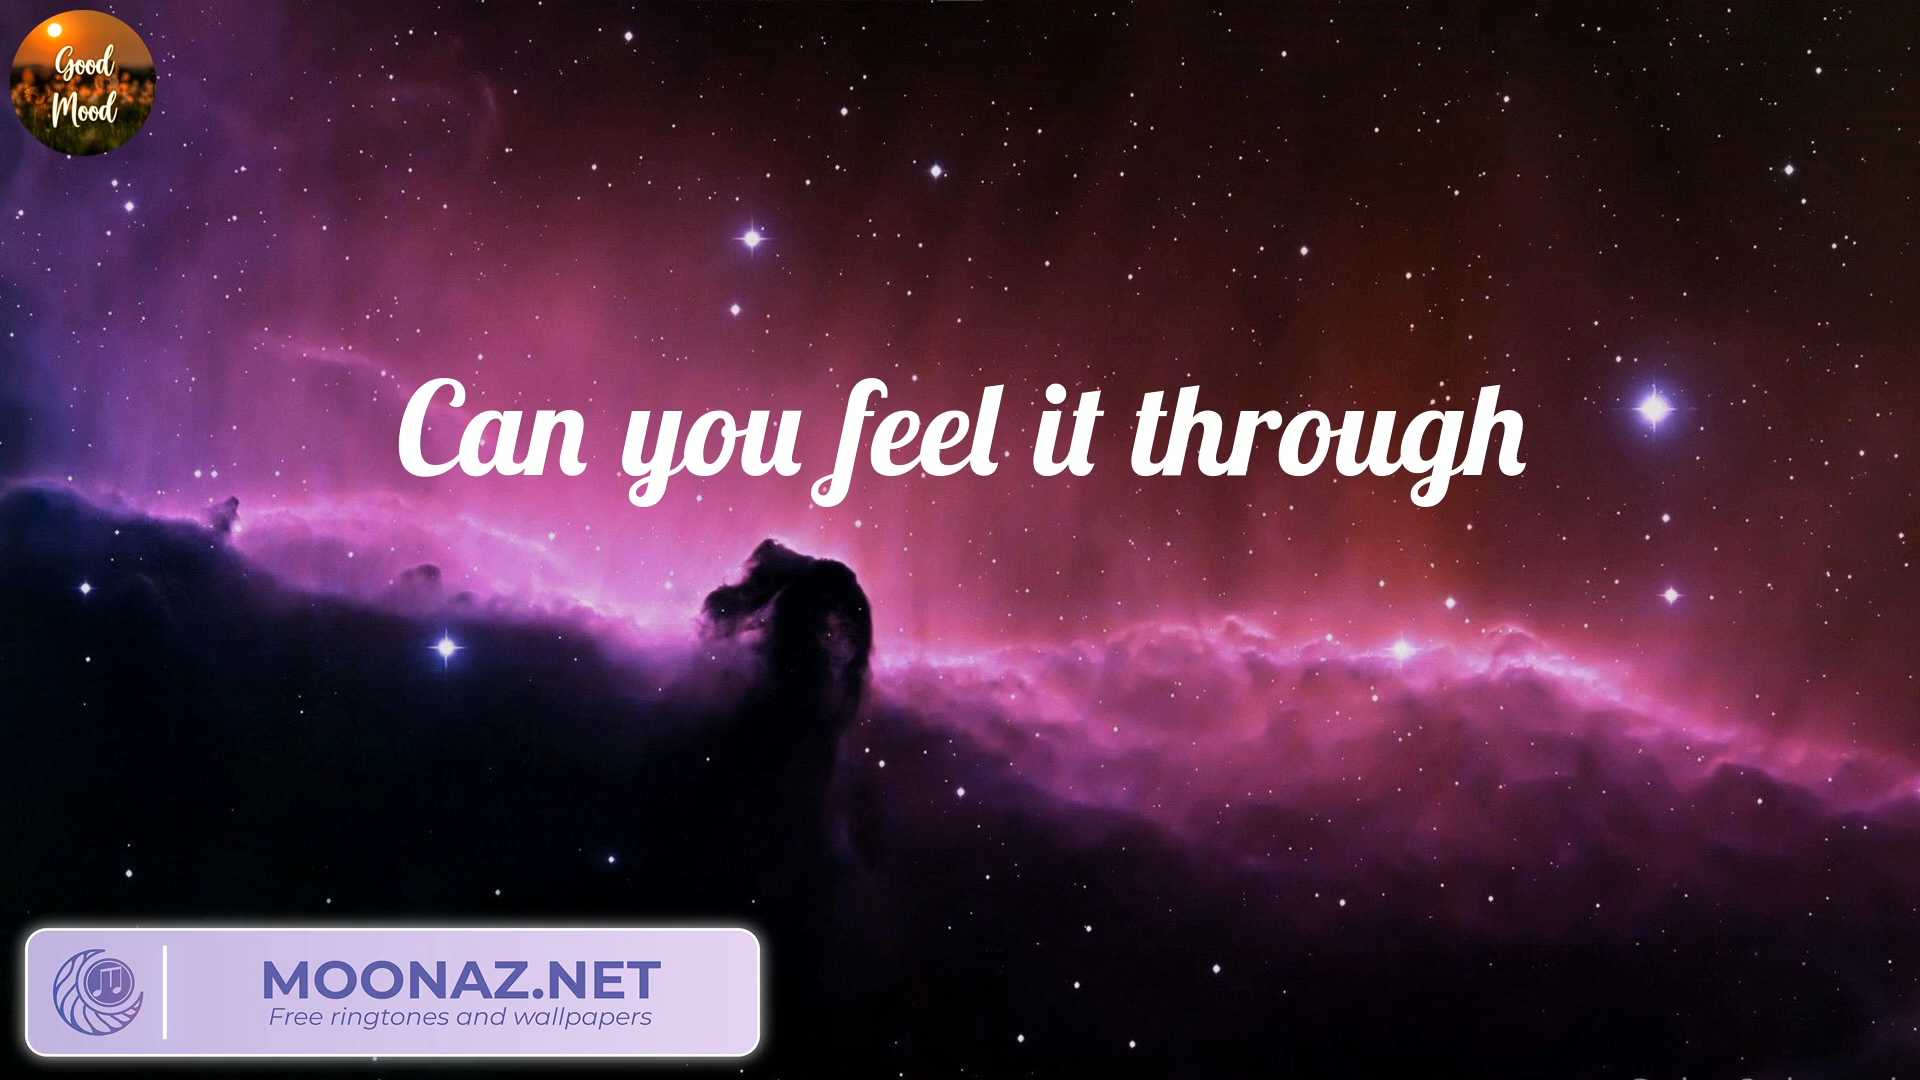 Good
Mood
Can you feel it through
MOONAZ.NET
Free ringtones and wallpapers